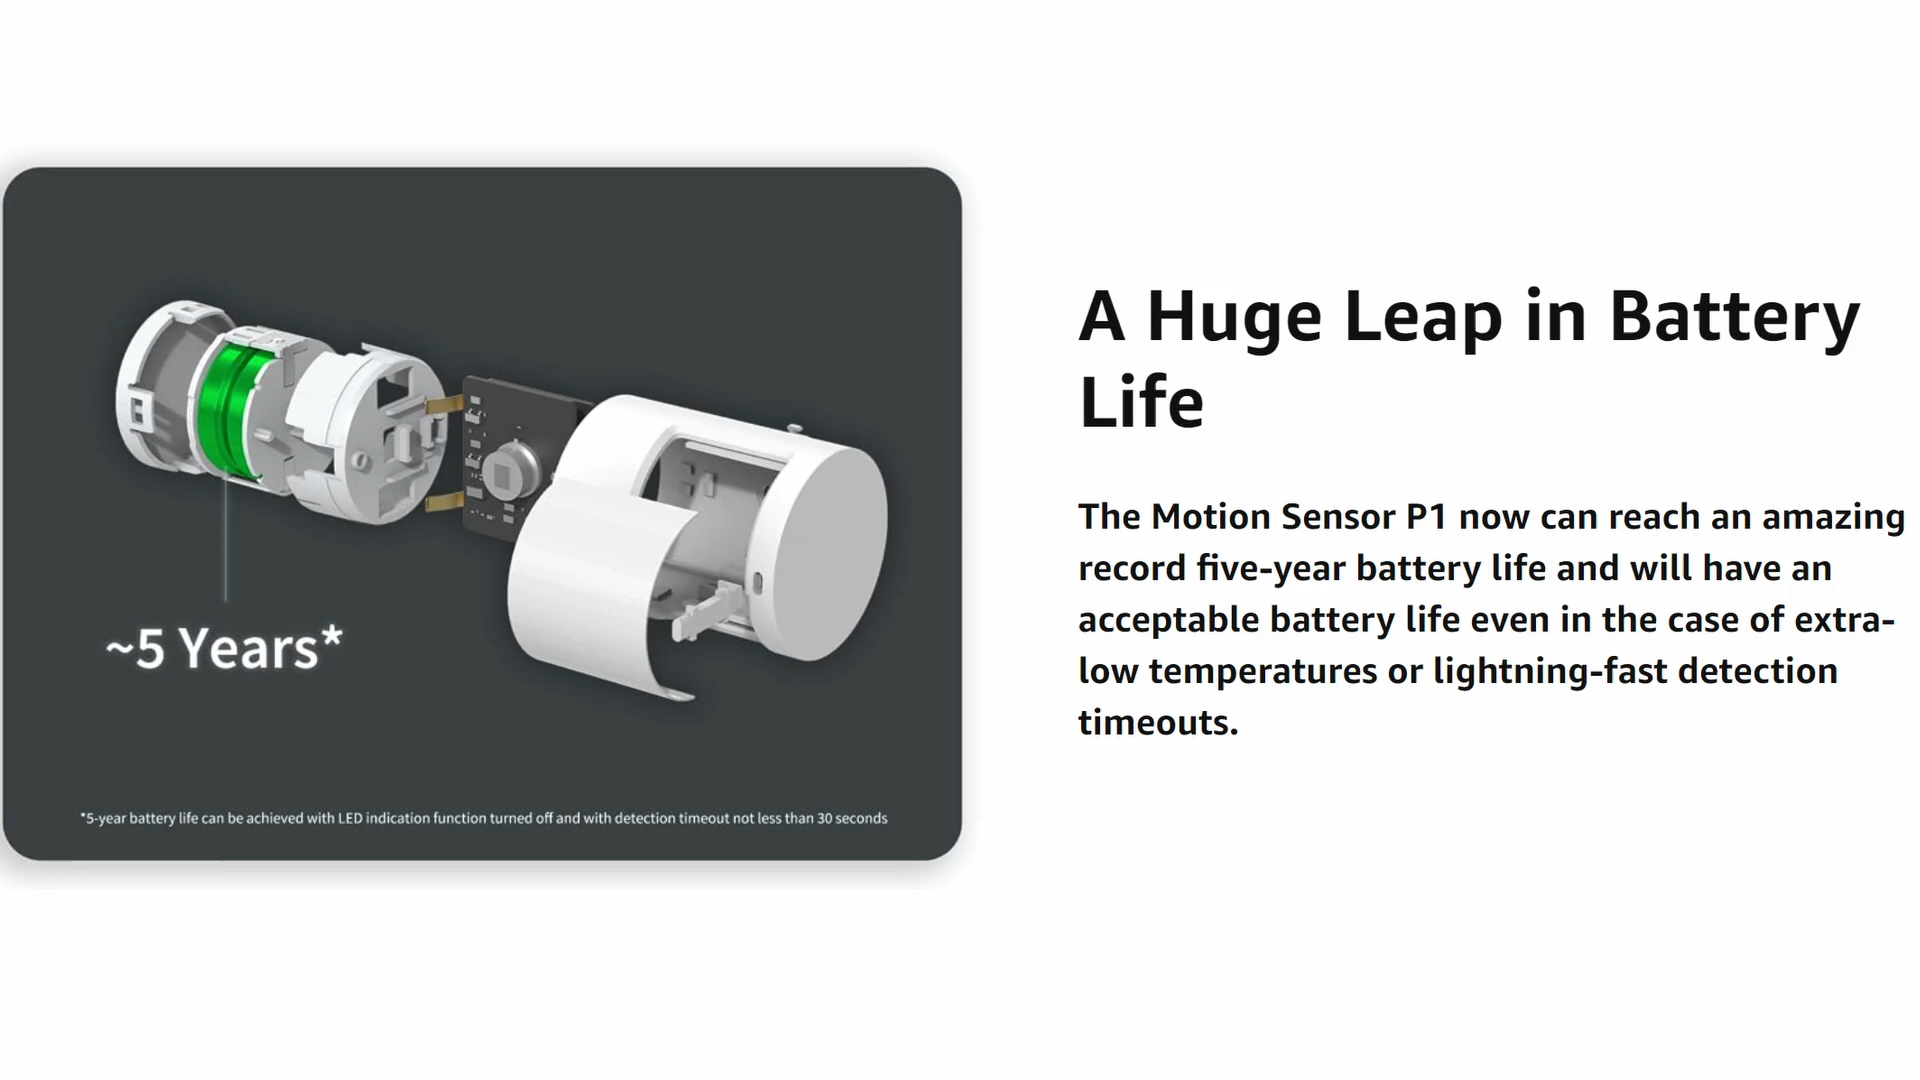 ~5 Years*
*5-year battery life can be achieved with LED indication function turned off and with detection timeout not less than 30 seconds
A Huge Leap in Battery
Life
The Motion Sensor P1 now can reach an amazing
record five-year battery life and will have an
acceptable battery life even in the case of extra-
low temperatures or lightning-fast detection
timeouts.